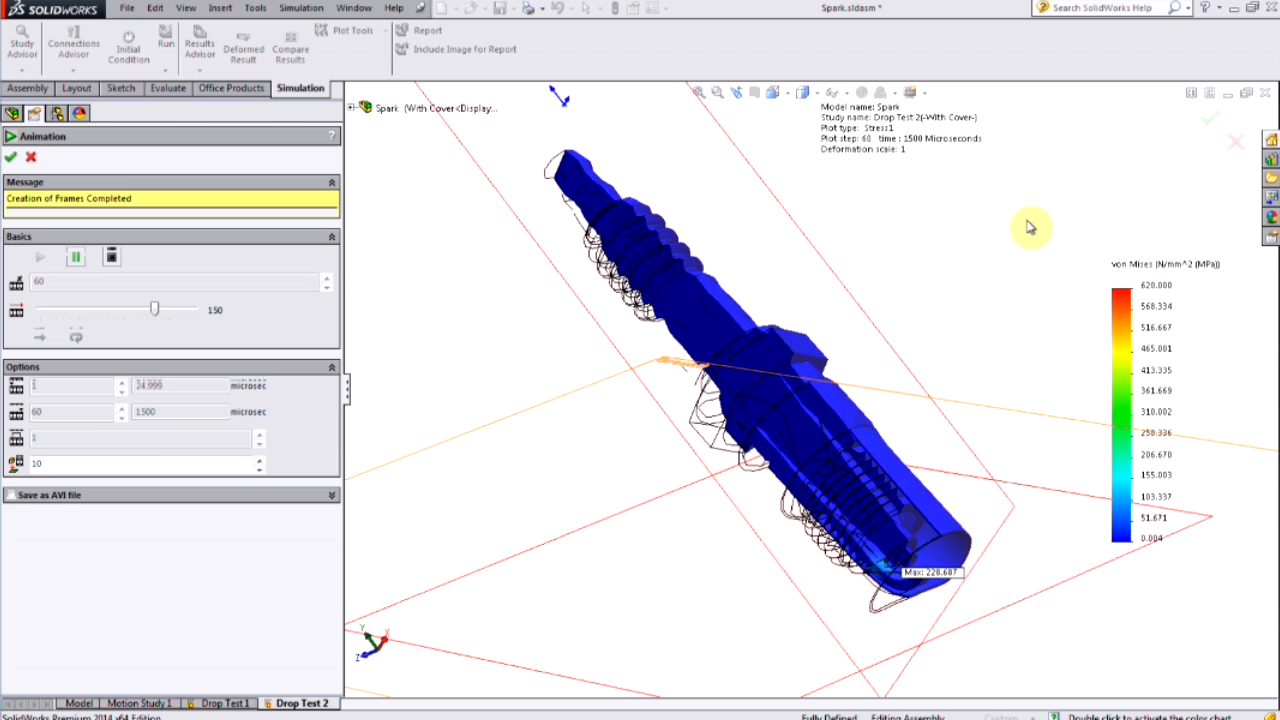 SOLIDWORKS File Edit View Insert Tools Simulation Window Help Spark.sldasm * Search SolidWorks Help
Study Advisor
Connections Advisor
Initial Condition
Run
Results Advisor
Deformed Result
Compare Results
Plot Tools
Report
Include Image for Report
Assembly Layout Sketch Evaluate Office Products Simulation
Animation ?
Message
Creation of Frames Completed
Basics
60
150
Options
1 24.999 microsec
60 1500 microsec
1
10
Save as AVI file
Spark (With Cover<Display...
Model name: Spark
Study name: Drop Test 2(-With Cover-)
Plot type: Stress1
Plot step: 60 time : 1500 Microseconds
Deformation scale: 1
von Mises (N/mm^2 (MPa))
620.000
568.334
516.667
465.001
413.335
361.669
310.002
258.336
206.670
155.003
103.337
51.671
0.004
Max: 228.687
Y
X
Z
Model Motion Study 1 Drop Test 1 Drop Test 2
SolidWorks Premium 2014 x64 Edition Fully Defined Editing Assembly Custom Double click to activate the color chart